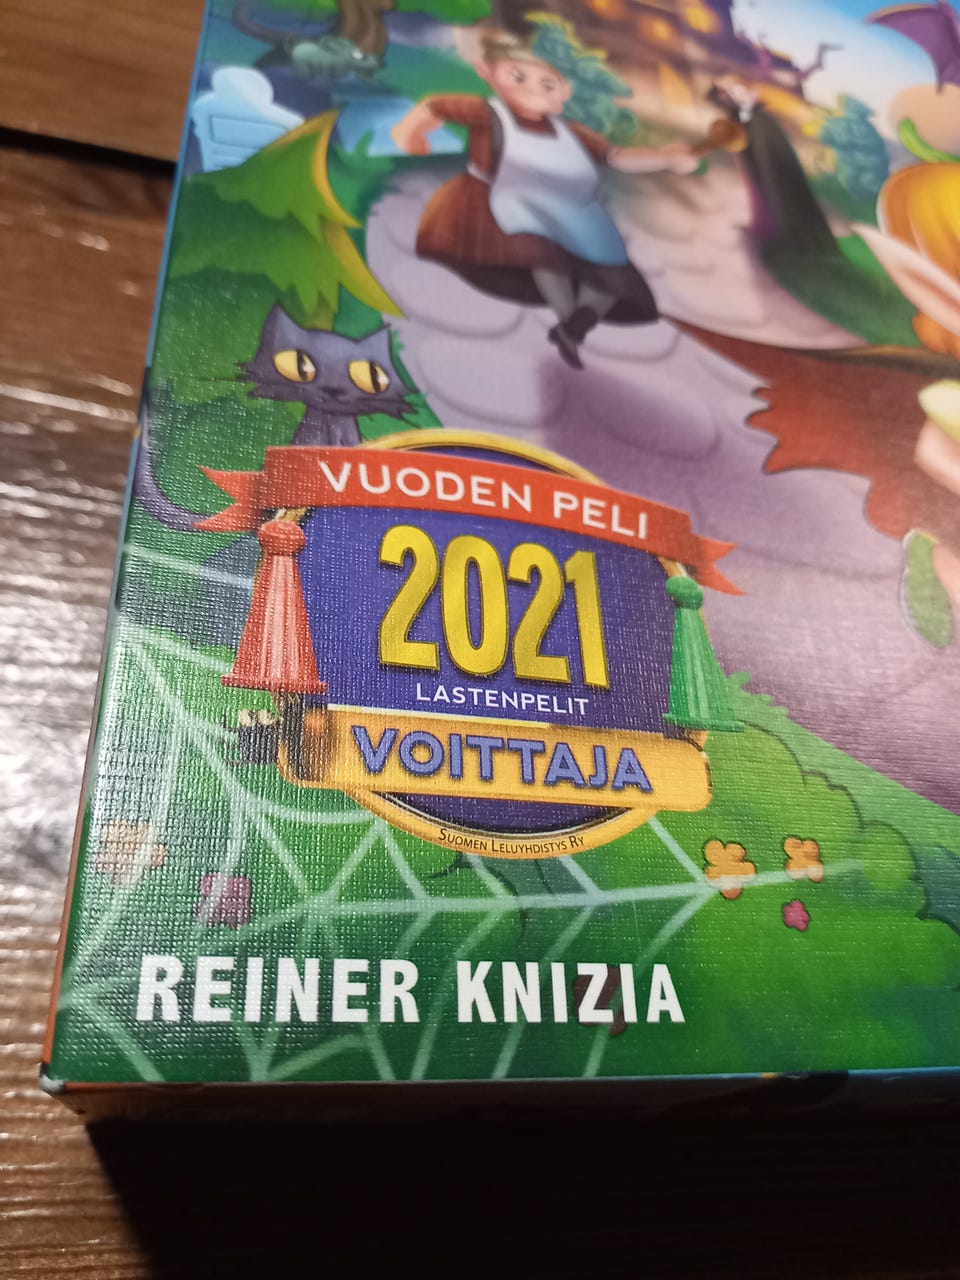 VUODEN PELI
2021
LASTENPELIT
VOITTAJA
SUOMEN LELUYHDISTYS RY
REINER KNIZIA